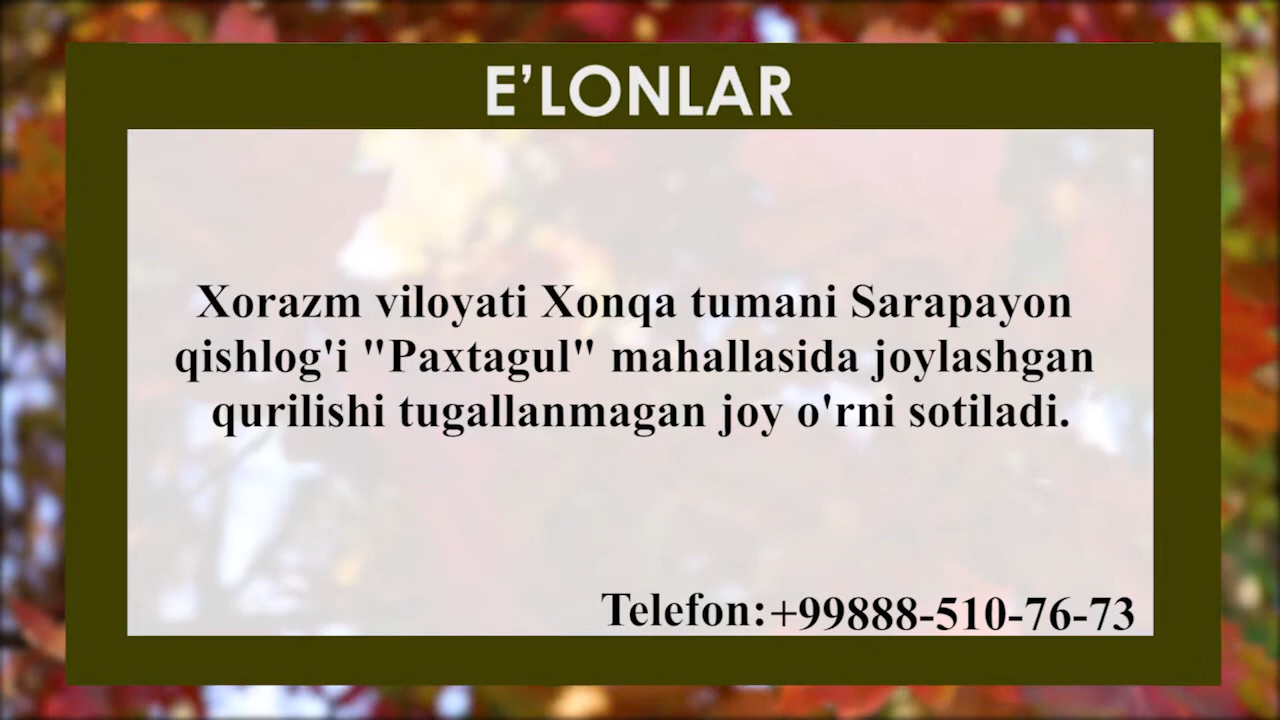 E’LONLAR
Xorazm viloyati Xonqa tumani Sarapayon
qishlog'i "Paxtagul" mahallasida joylashgan
qurilishi tugallanmagan joy o'rni sotiladi.
Telefon:+99888-510-76-73